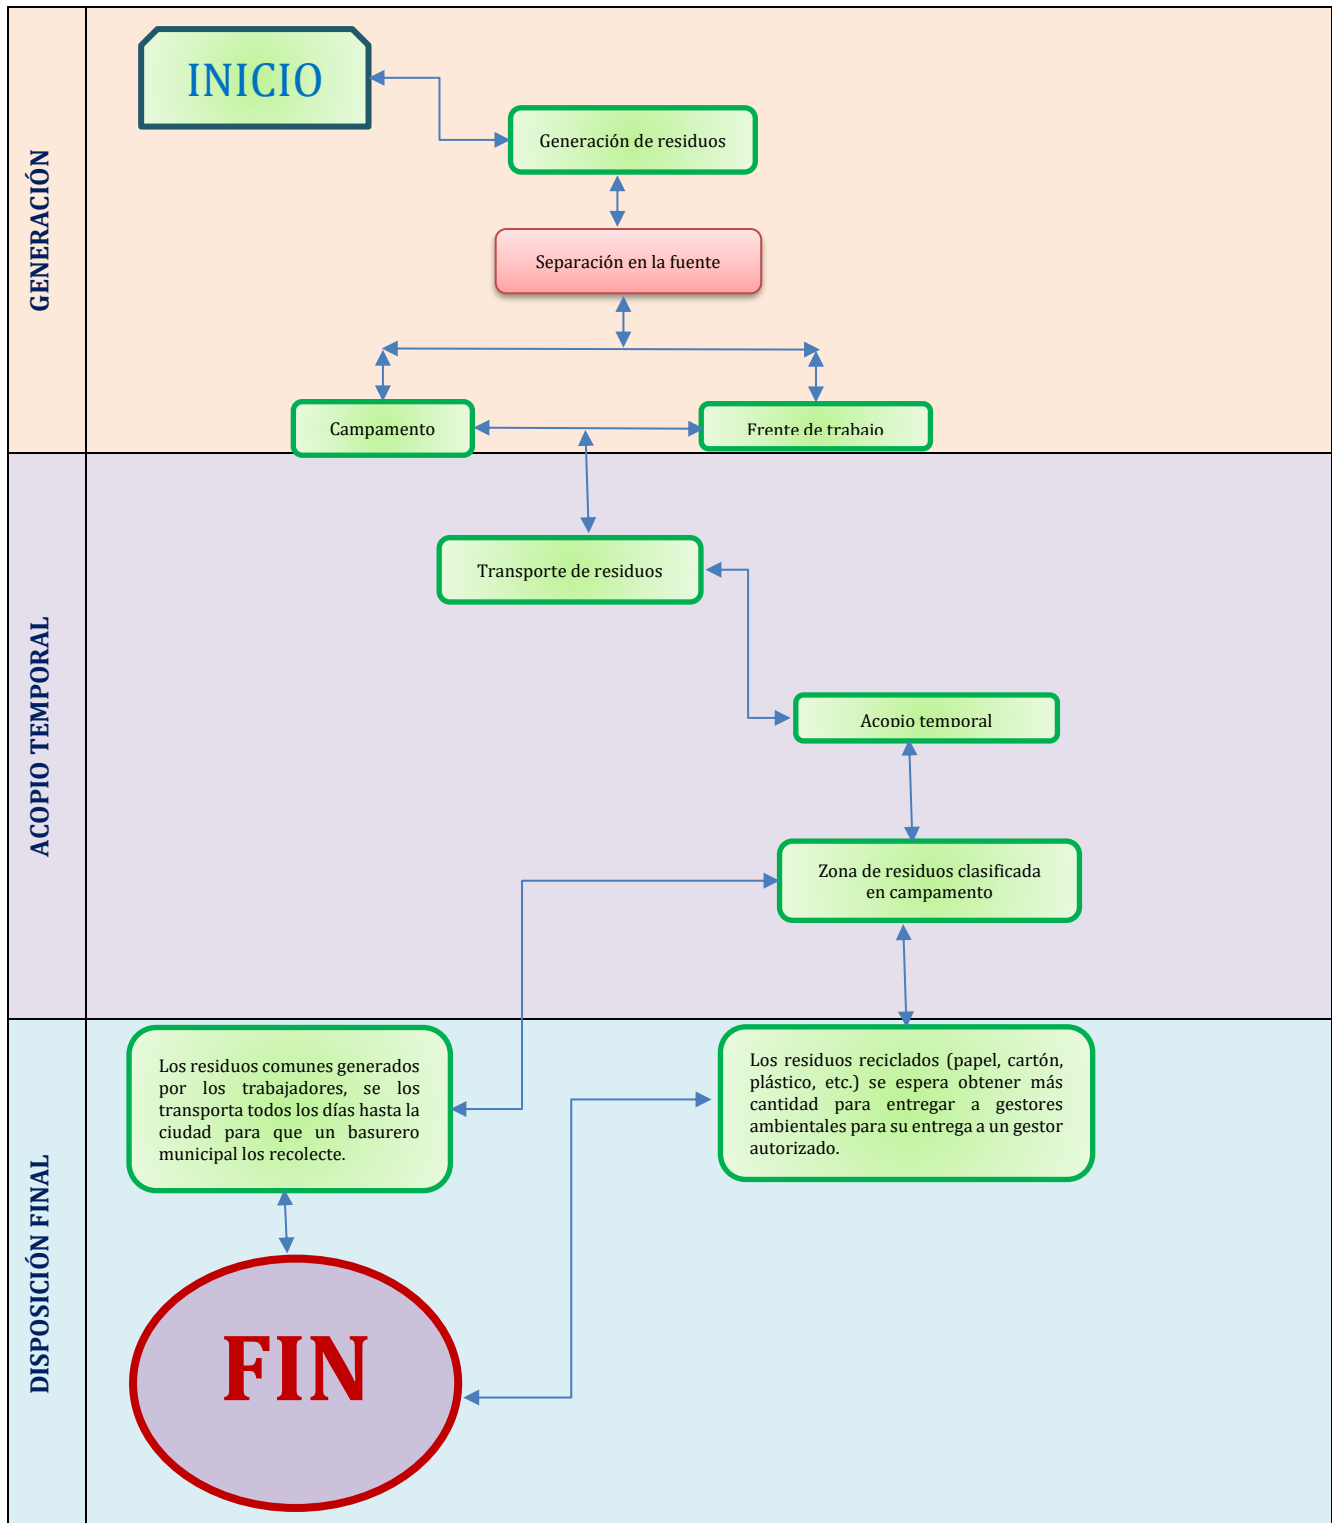 GENERACIÓN
INICIO
Generación de residuos
Separación en la fuente
Campamento
Frente de trabajo
ACOPIO TEMPORAL
Transporte de residuos
Acopio temporal
Zona de residuos clasificada
en campamento
DISPOSICIÓN FINAL
Los residuos comunes generados
por los trabajadores, se los
transporta todos los días hasta la
ciudad para que un basurero
municipal los recolecte.
Los residuos reciclados (papel, cartón,
plástico, etc.) se espera obtener más
cantidad para entregar a gestores
ambientales para su entrega a un gestor
autorizado.
FIN